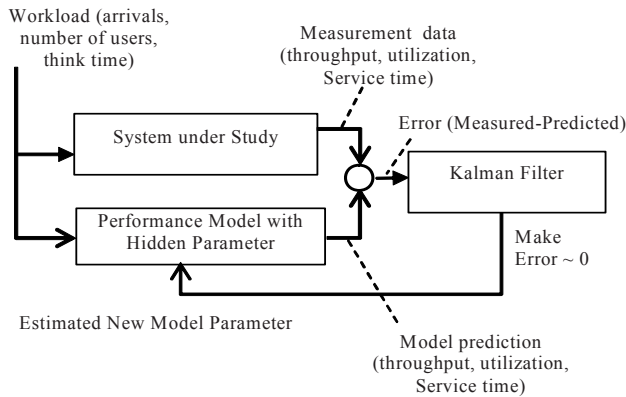 Workload (arrivals,
number of users,
think time)
Measurement data
(throughput, utilization,
Service time)
System under Study
Error (Measured-Predicted)
Kalman Filter
Performance Model with
Hidden Parameter
Make
Error ~ 0
Estimated New Model Parameter
Model prediction
(throughput, utilization,
Service time)